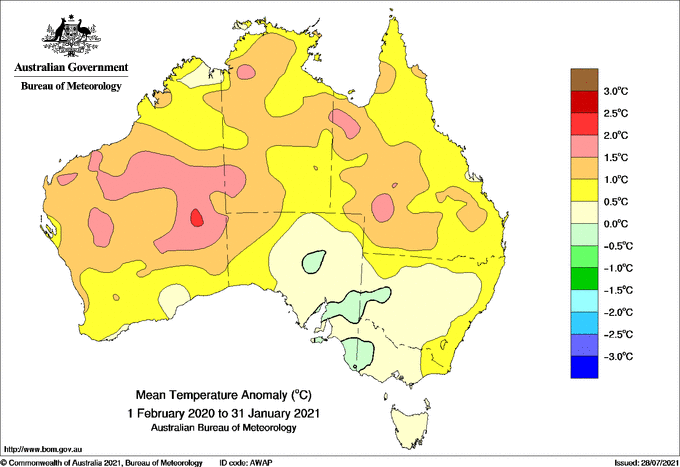 Australian Government
Bureau of Meteorology
3.0°C
2.5°C
2.0°C
1.5°C
1.0°C
0.5°C
0.0°C
-0.5°C
-1.0°C
-1.5°C
-2.0°C
-2.5°C
-3.0°C
Mean Temperature Anomaly (°C)
1 February 2020 to 31 January 2021
Australian Bureau of Meteorology
http://www.bom.gov.au
© Commonwealth of Australia 2021, Bureau of Meteorology ID code: AWAP Issued: 28/07/2021